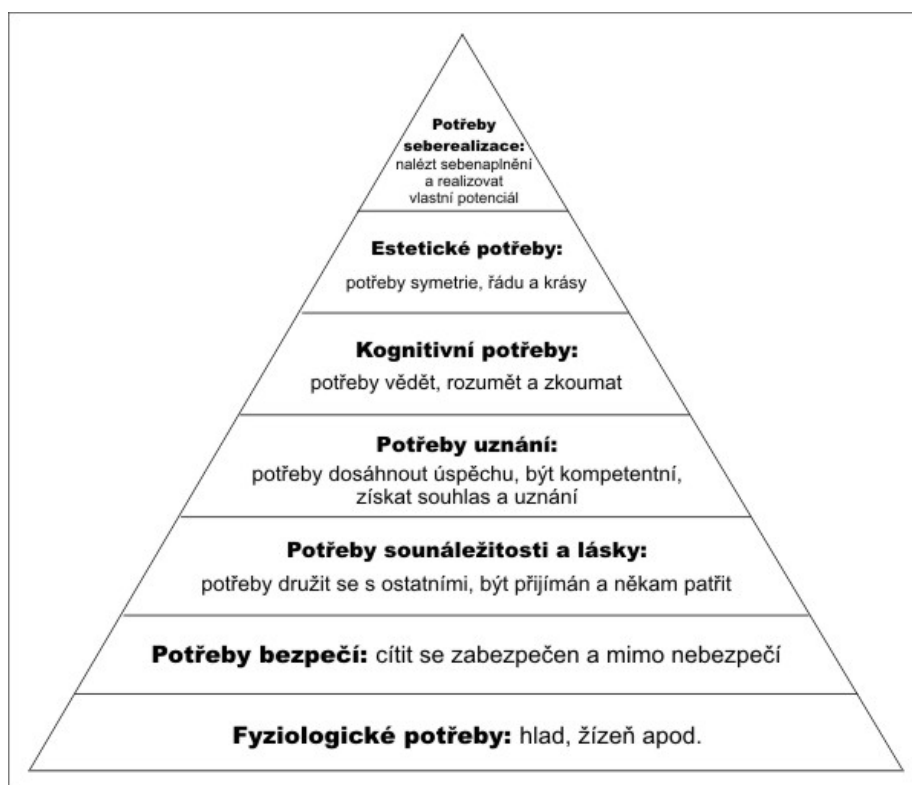 Potřeby
seberealizace:
nalézt sebenaplnění
a realizovat
vlastní potenciál
Estetické potřeby:
potřeby symetrie, řádu a krásy
Kognitivní potřeby:
potřeby vědět, rozumět a zkoumat
Potřeby uznání:
potřeby dosáhnout úspěchu, být kompetentní,
získat souhlas a uznání
Potřeby sounáležitosti a lásky:
potřeby družit se s ostatními, být přijímán a někam patřit
Potřeby bezpečí: cítit se zabezpečen a mimo nebezpečí
Fyziologické potřeby: hlad, žízeň apod.